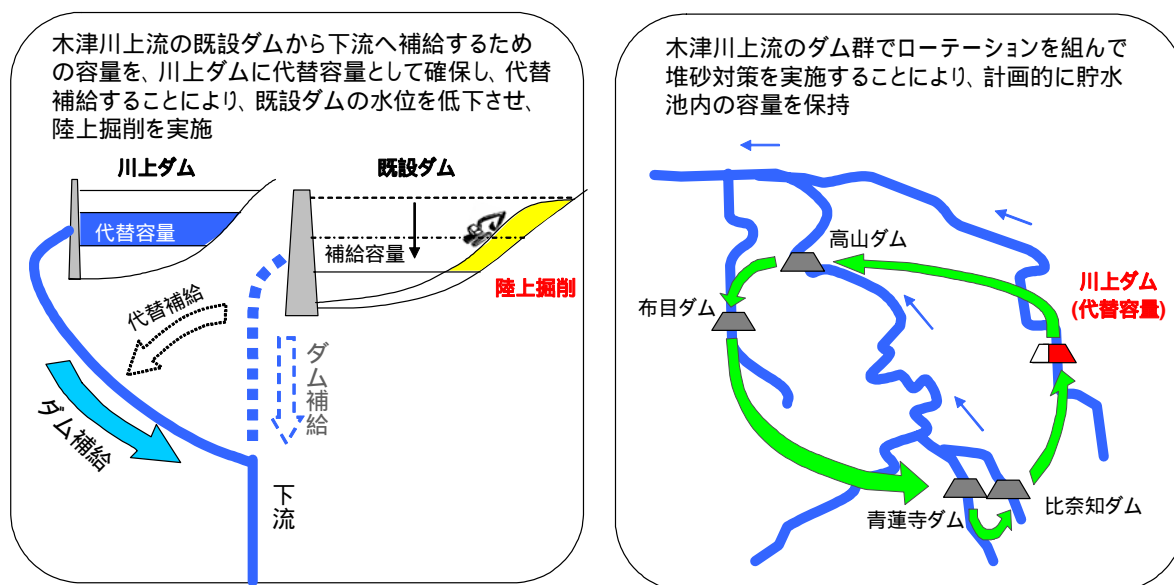 木津川上流の既設ダムから下流へ補給するため
の容量を、川上ダムに代替容量として確保し、代替
補給することにより、既設ダムの水位を低下させ、
陸上掘削を実施
川上ダム
既設ダム
代替容量
補給容量
陸上掘削
代替補給
ダム補給
ダム補給
下流
木津川上流のダム群でローテーションを組んで
堆砂対策を実施することにより、計画的に貯水
池内の容量を保持
高山ダム
布目ダム
川上ダム
(代替容量)
青蓮寺ダム
比奈知ダム